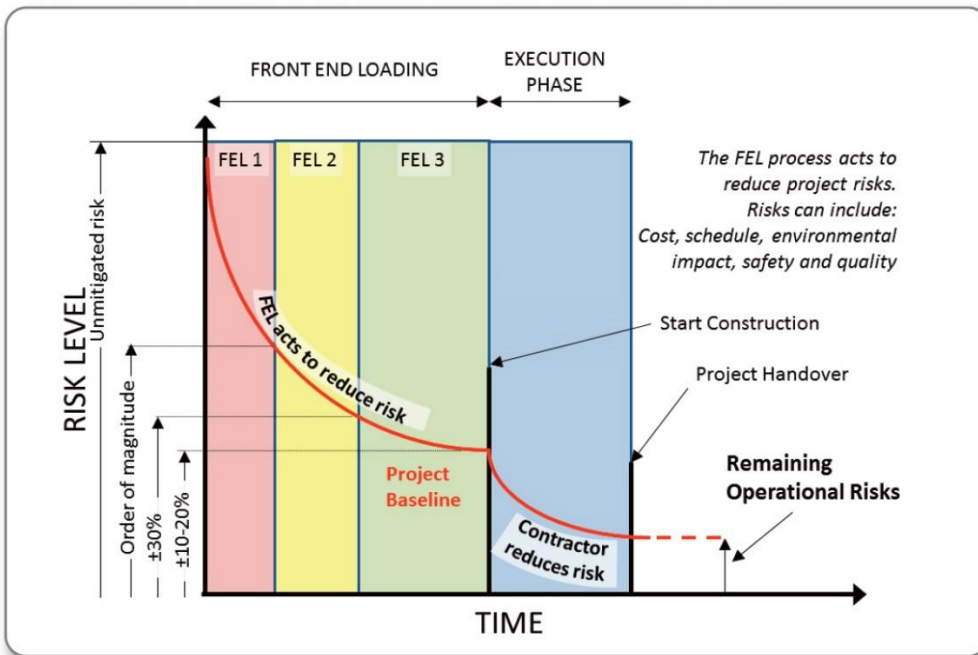 FRONT END LOADING
EXECUTION
PHASE
FEL 1
FEL 2
FEL 3
The FEL process acts to
reduce project risks.
Risks can include:
Cost, schedule, environmental
impact, safety and quality
RISK LEVEL
Unmitigated risk
Order of magnitude
±30%
±10-20%
FEL acts to reduce risk
Start Construction
Project Handover
Project
Baseline
Remaining
Operational Risks
Contractor
reduces risk
TIME